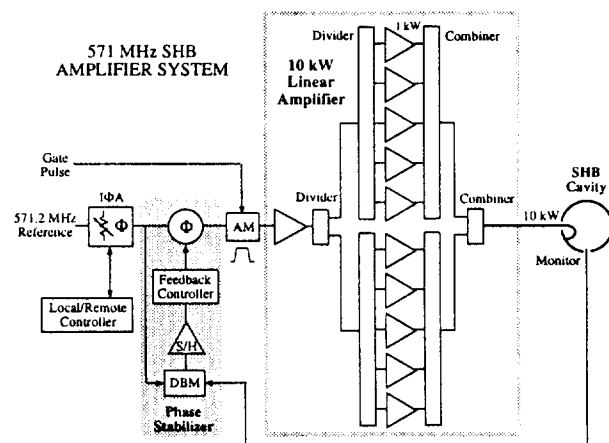 571 MHz SHB
AMPLIFIER SYSTEM
Divider
1 kW
Combiner
10 kW
Linear
Amplifier
Gate
Pulse
IΦA
571.2 MHz
Reference
Φ
Φ
AM
Divider
Combiner
10 kW
SHB
Cavity
Monitor
Feedback
Controller
Local/Remote
Controller
S/H
DBM
Phase
Stabilizer